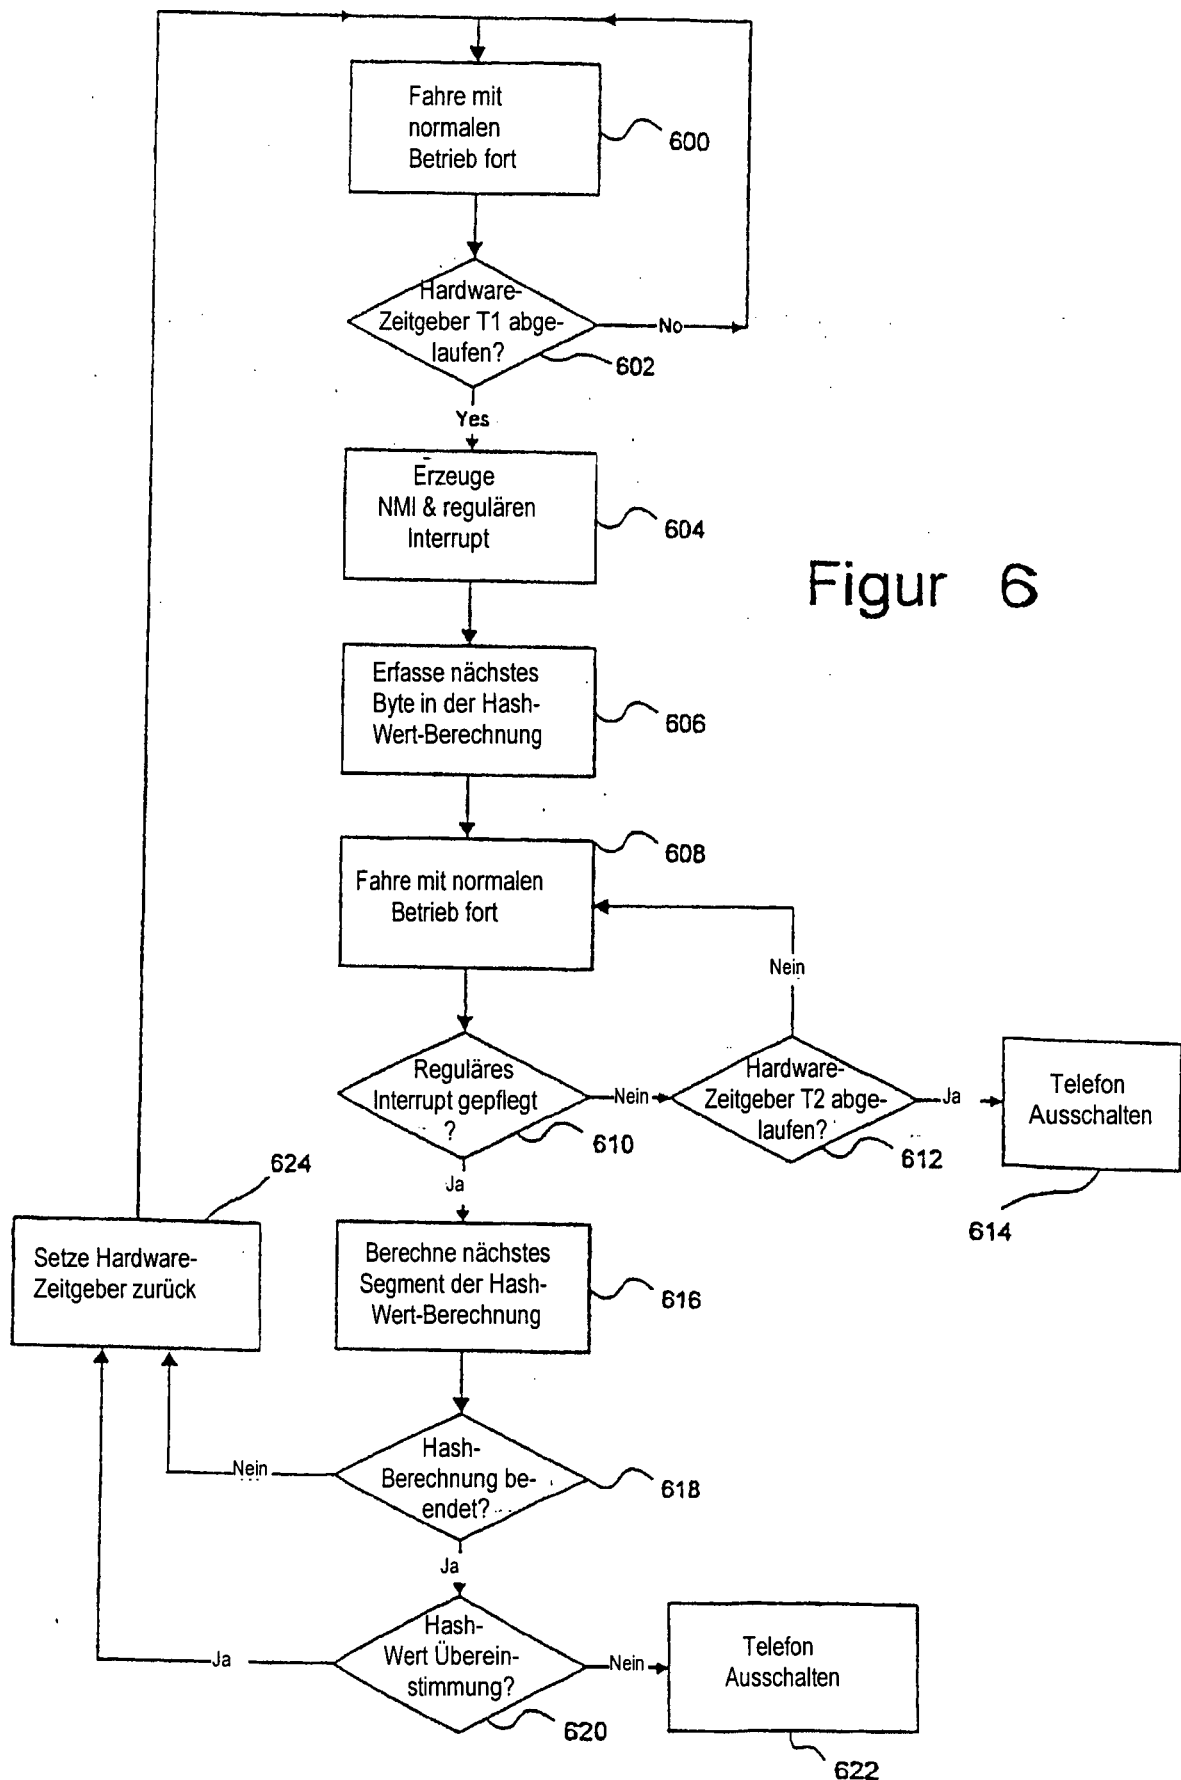 Fahre mit
normalen
Betrieb fort
600
Hardware-
Zeitgeber T1 abge-
laufen?
No
602
Yes
Erzeuge
NMI & regulären
Interrupt
604
Figur 6
Erfasse nächstes
Byte in der Hash-
Wert-Berechnung
606
608
Fahre mit normalen
Betrieb fort
Nein
Reguläres
Interrupt gepflegt
?
610
Nein
Hardware-
Zeitgeber T2 abge-
laufen?
612
Ja
Telefon
Ausschalten
614
Ja
624
Setze Hardware-
Zeitgeber zurück
Berechne nächstes
Segment der Hash-
Wert-Berechnung
616
Nein
Hash-
Berechnung be-
endet?
618
Ja
Ja
Hash-
Wert Überein-
stimmung?
620
Nein
Telefon
Ausschalten
622